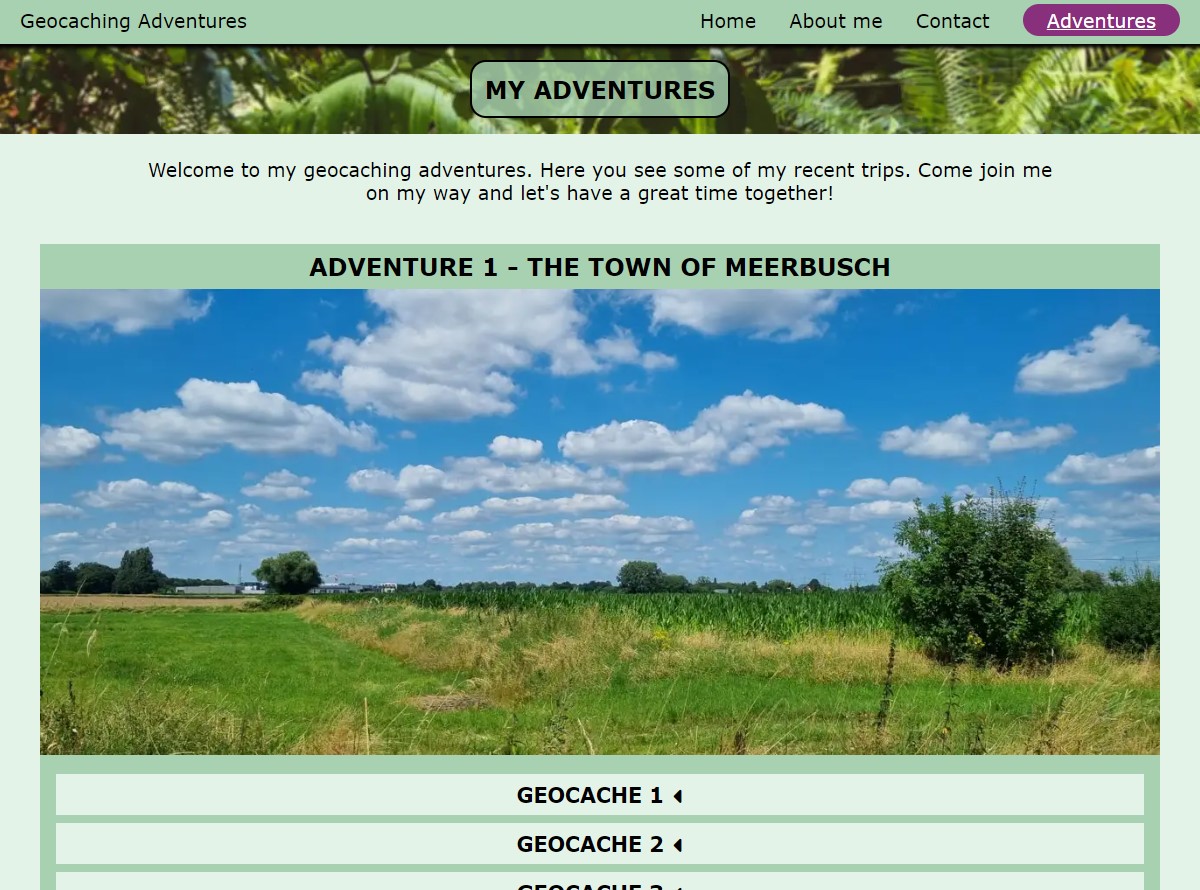 Geocaching Adventures
Home About me Contact Adventures
MY ADVENTURES
Welcome to my geocaching adventures. Here you see some of my recent trips. Come join me
on my way and let's have a great time together!
ADVENTURE 1 - THE TOWN OF MEERBUSCH
GEOCACHE 1
GEOCACHE 2
GEOCACHE 3